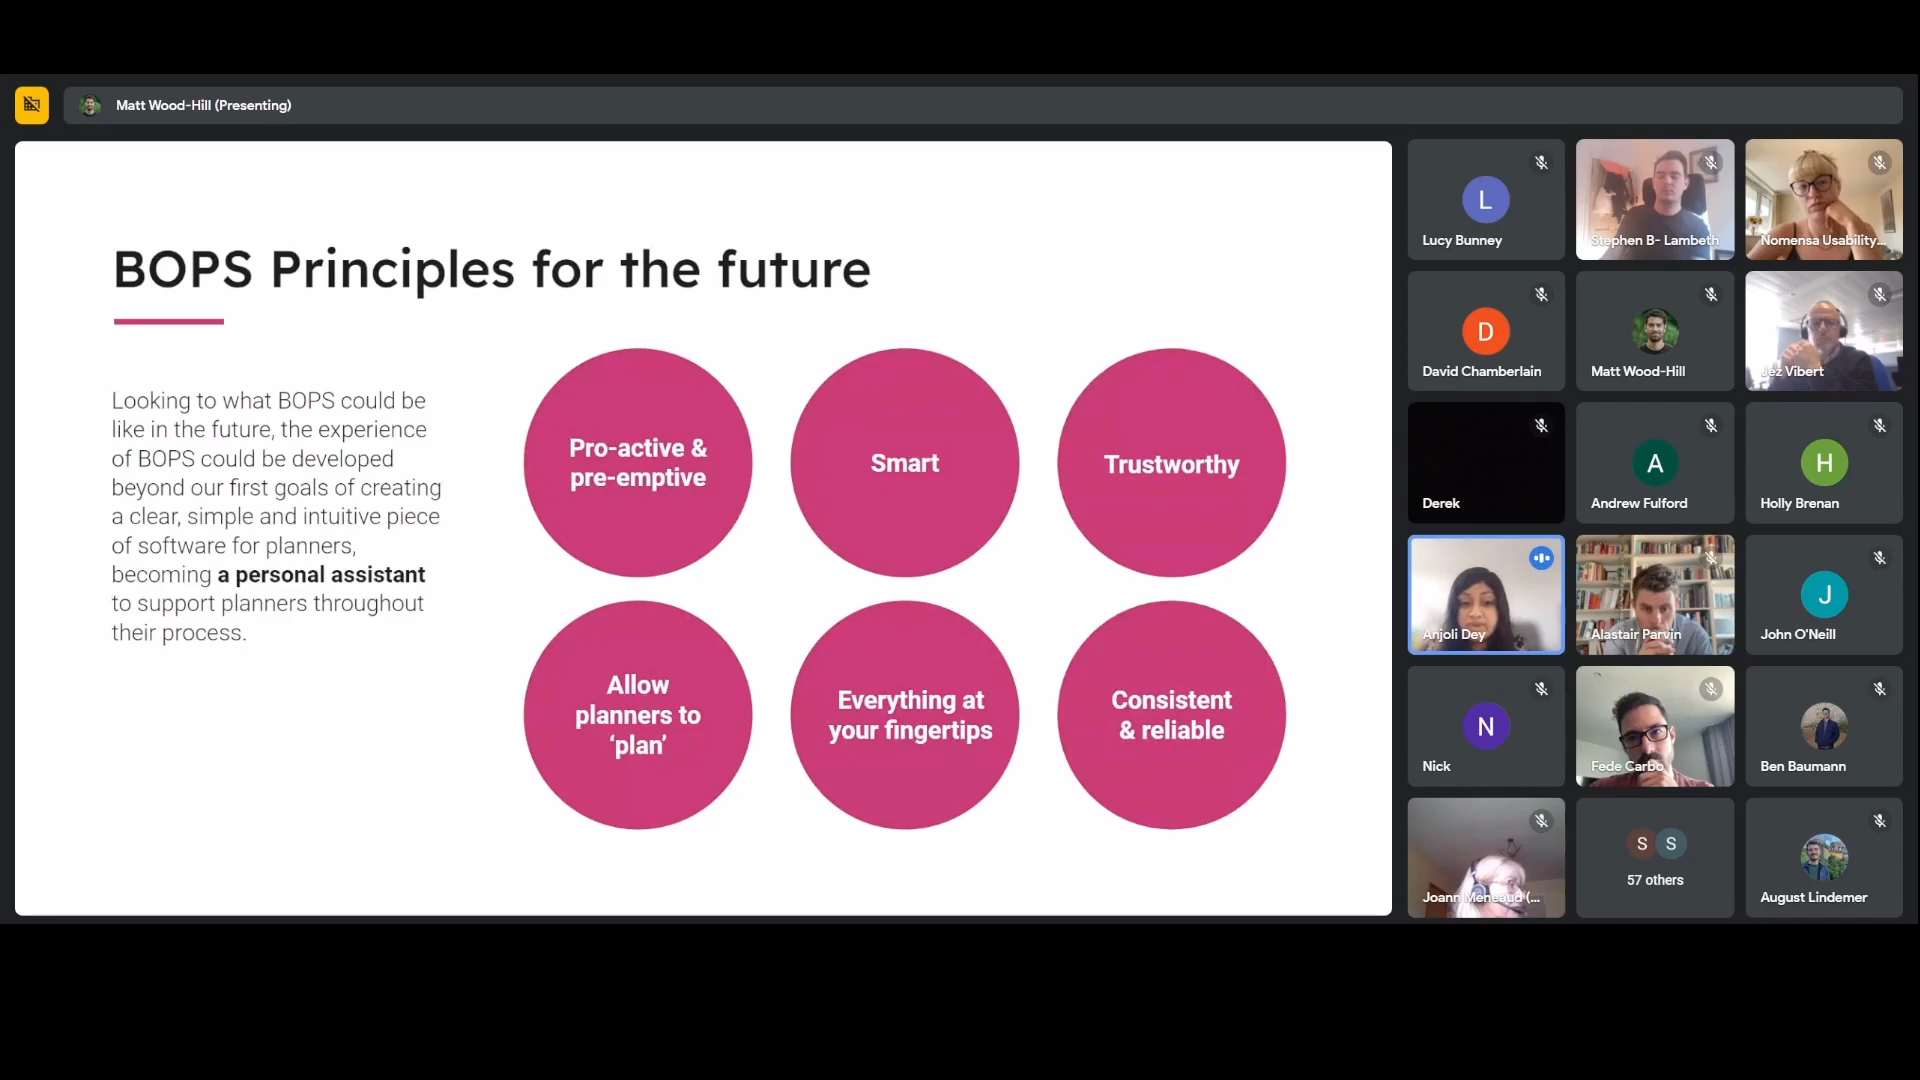 Matt Wood-Hill (Presenting)
BOPS Principles for the future
Looking to what BOPS could be
like in the future, the experience
of BOPS could be developed
beyond our first goals of creating
a clear, simple and intuitive piece
of software for planners,
becoming a personal assistant
to support planners throughout
their process.
Pro-active &
pre-emptive
Smart
Trustworthy
Allow
planners to
‘plan’
Everything at
your fingertips
Consistent
& reliable
L
Lucy Bunney
Stephen B- Lambeth
Nomensa Usability...
D
David Chamberlain
Matt Wood-Hill
Jez Vibert
Derek
A
Andrew Fulford
H
Holly Brenan
Anjoli Dey
Alastair Parvin
J
John O'Neill
N
Nick
Fede Carbo
Ben Baumann
Joann Meneaud (...
S S
57 others
August Lindemer